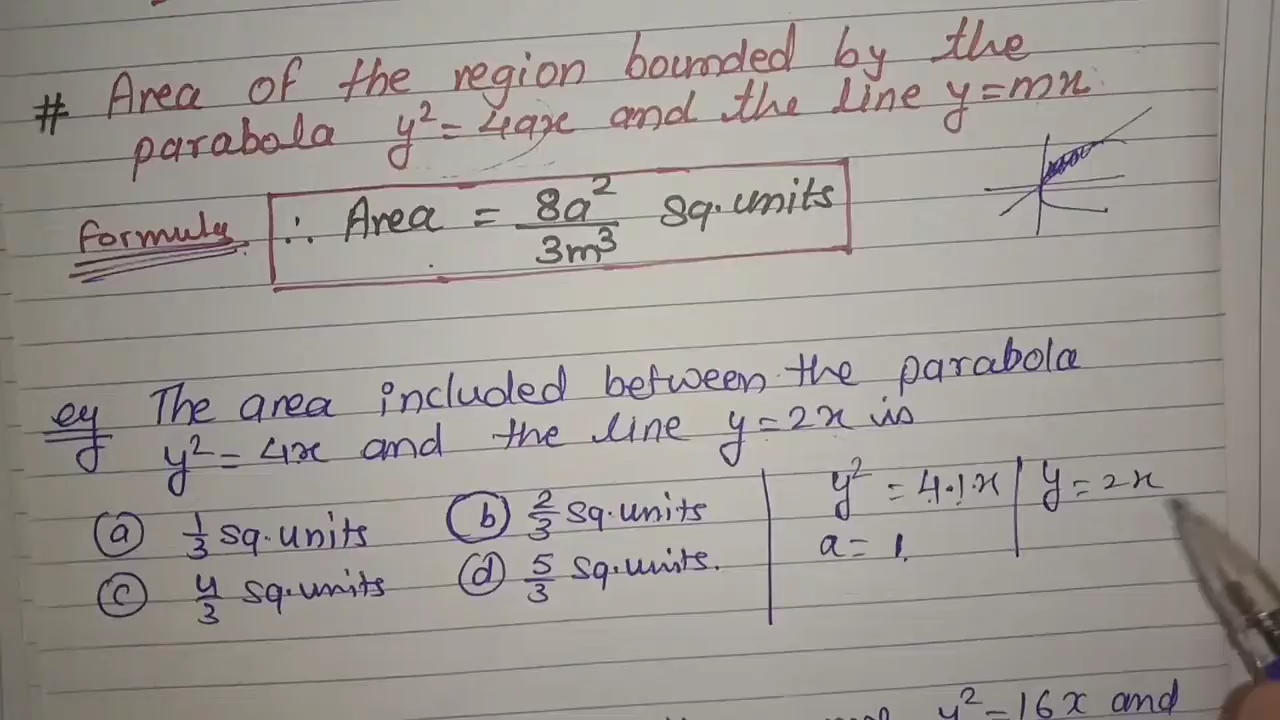 # Area of the region bounded by the
parabola y² = 4ax and the line y=mx.
Formula ∴ Area = 8a²/3m³ Sq. units
eg The area included between the parabola
y² = 4x and the line y = 2x is
(a) 1/3 Sq. units (b) 2/3 Sq. units
(c) 4/3 Sq. units (d) 5/3 Sq. units.
y² = 4.1.x | y = 2x
a = 1.
y² = 16x and